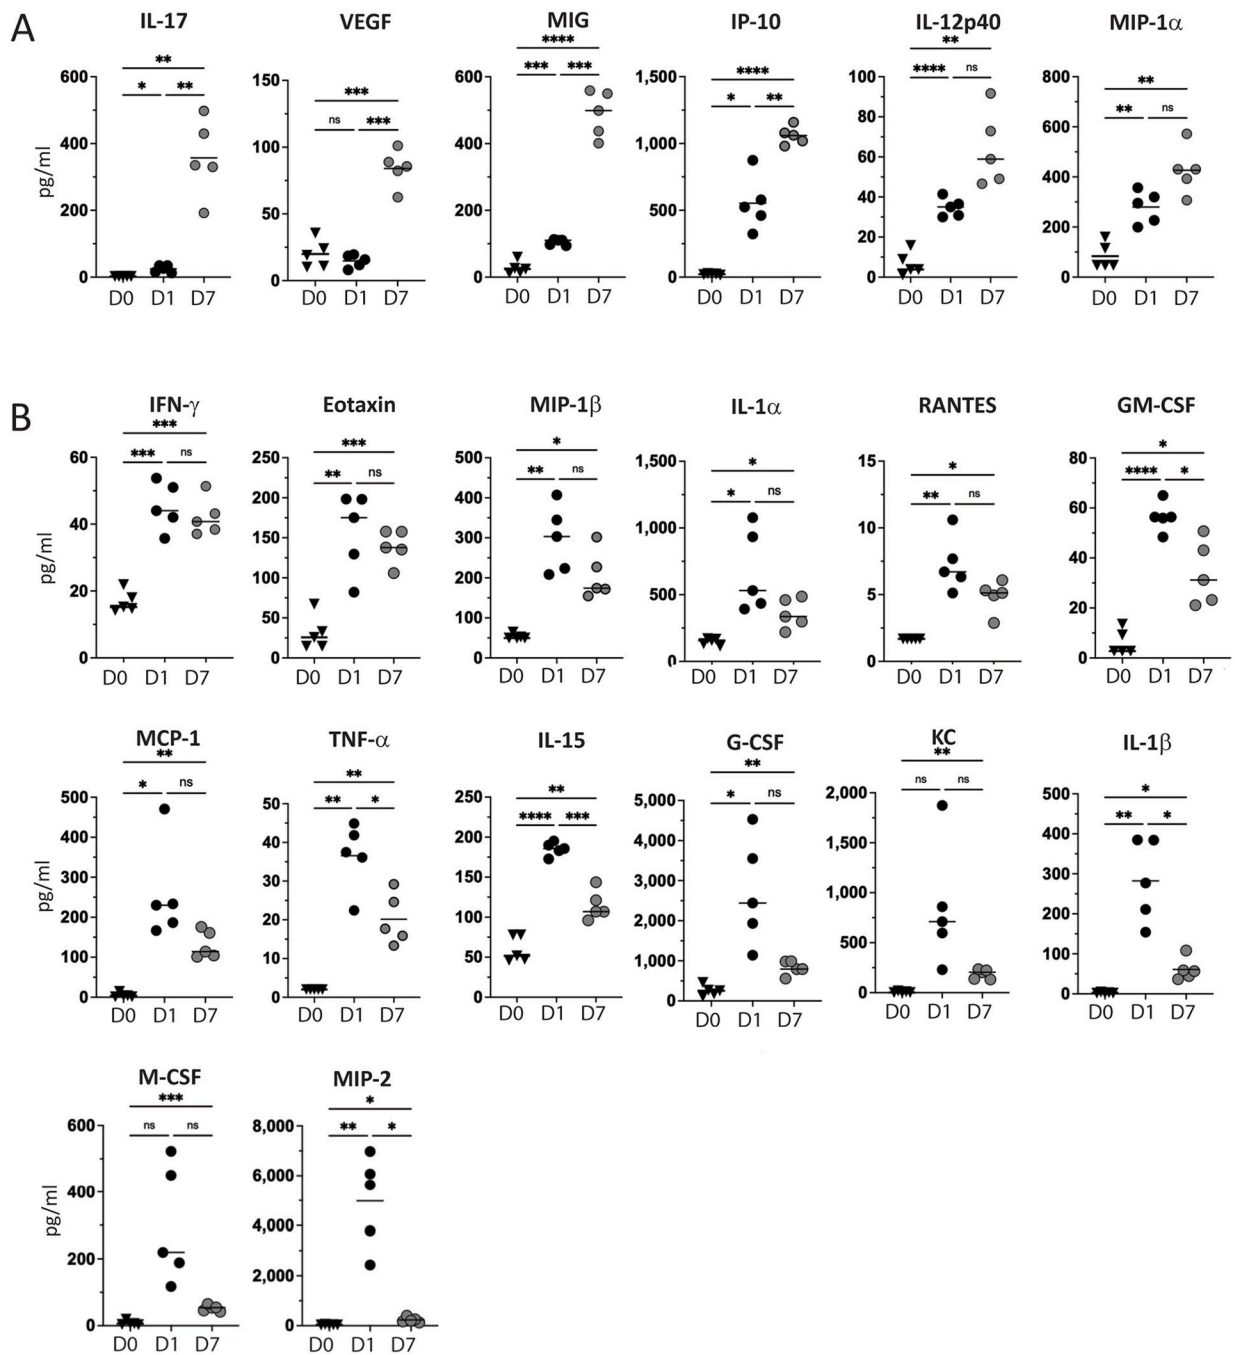 A
IL-17 VEGF MIG IP-10 IL-12p40 MIP-1α
** *** **** **** ** **
* ** ns *** *** *** * ** **** ns ** ns
pg/ml
600 400 200 0
150 100 50 0
600 400 200 0
1,500 1,000 500 0
100 80 60 40 20 0
800 600 400 200 0
D0 D1 D7 D0 D1 D7 D0 D1 D7 D0 D1 D7 D0 D1 D7 D0 D1 D7
B
IFN-γ Eotaxin MIP-1β IL-1α RANTES GM-CSF
*** *** * * * *
*** ns ** ns ** ns * ns ** ns **** *
pg/ml
60 40 20 0
250 200 150 100 50 0
500 400 300 200 100 0
1,500 1,000 500 0
15 10 5 0
80 60 40 20 0
D0 D1 D7 D0 D1 D7 D0 D1 D7 D0 D1 D7 D0 D1 D7 D0 D1 D7
MCP-1 TNF-α IL-15 G-CSF KC IL-1β
** ** ** ** ** *
* ns ** * **** *** * ns ns ns ** *
pg/ml
500 400 300 200 100 0
50 40 30 20 10 0
250 200 150 100 50 0
5,000 4,000 3,000 2,000 1,000 0
2,000 1,500 1,000 500 0
500 400 300 200 100 0
D0 D1 D7 D0 D1 D7 D0 D1 D7 D0 D1 D7 D0 D1 D7 D0 D1 D7
M-CSF MIP-2
*** *
ns ns ** *
pg/ml
600 400 200 0
8,000 6,000 4,000 2,000 0
D0 D1 D7 D0 D1 D7